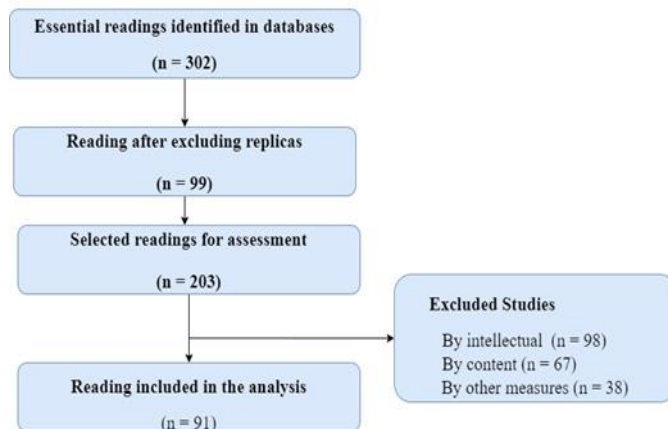 Essential readings identified in databases
(n = 302)
Reading after excluding replicas
(n = 99)
Selected readings for assessment
(n = 203)
Excluded Studies
By intellectual (n = 98)
By content (n = 67)
By other measures (n = 38)
Reading included in the analysis
(n = 91)